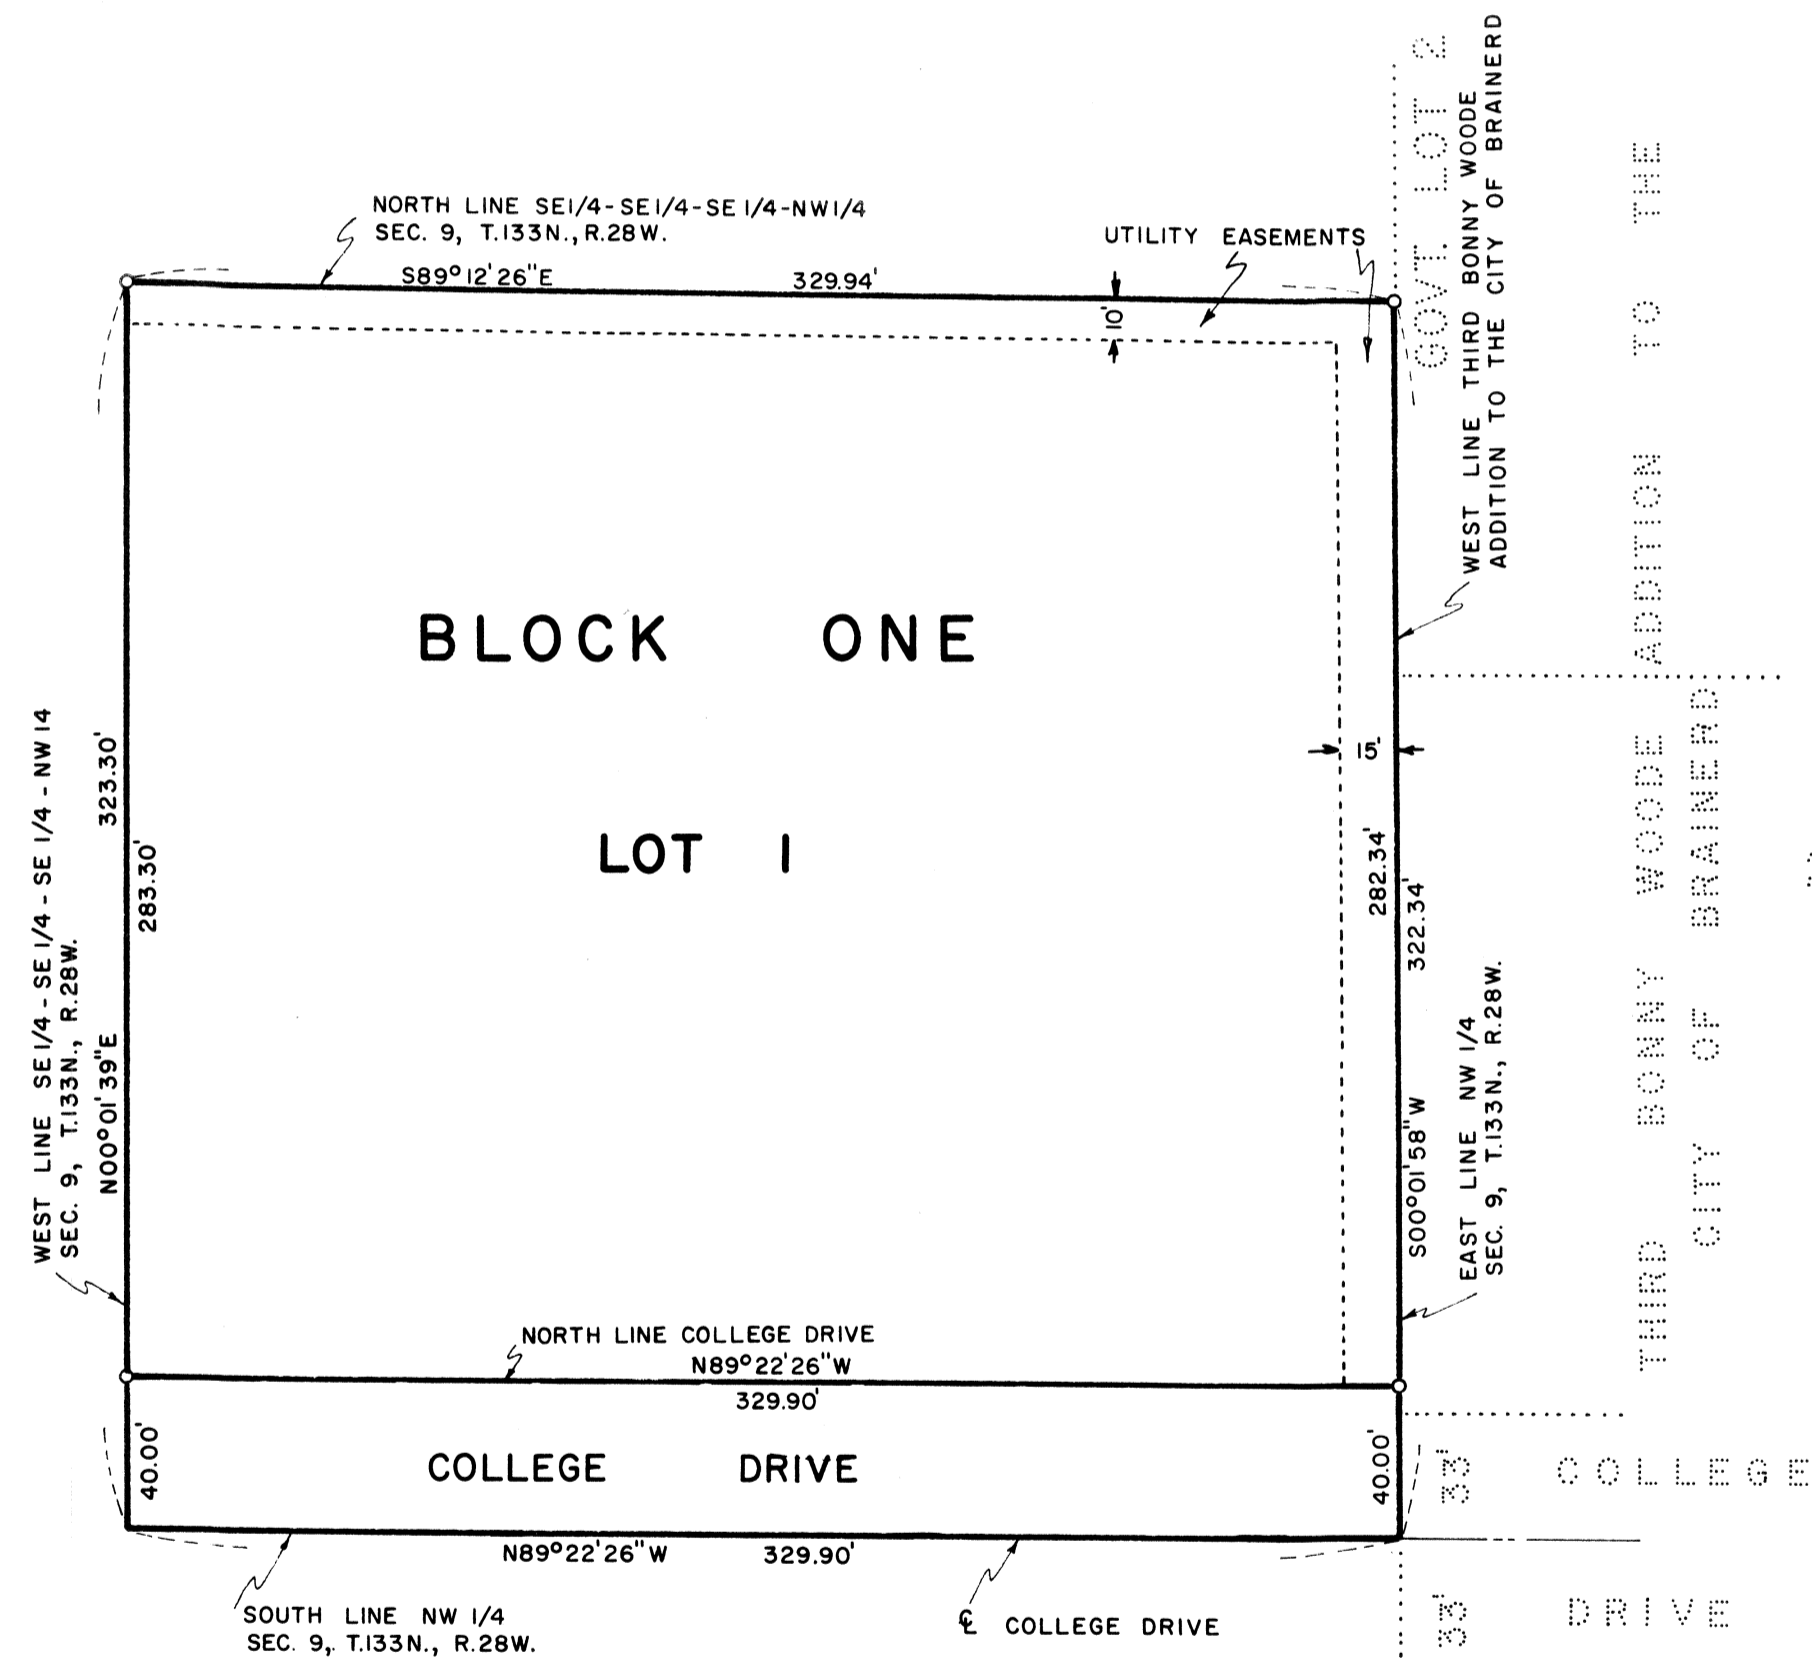 NORTH LINE SE1/4-SE1/4-SE1/4-NW1/4
SEC. 9, T.133N., R.28W.
S89°12'26"E 329.94'
UTILITY EASEMENTS
10'
GOVT. LOT 2
WEST LINE THIRD BONNY WOODE
ADDITION TO THE CITY OF BRAINERD
BLOCK ONE
LOT 1
15'
WEST LINE SE1/4-SE1/4-SE1/4-NW14
SEC. 9, T.133N., R.28W.
N00°01'39"E 323.30'
283.30'
282.34'
S00°01'58"W 322.34'
EAST LINE NW 1/4
SEC. 9, T.133N., R.28W.
THIRD BONNY WOODE ADDITION TO THE
CITY OF BRAINERD
NORTH LINE COLLEGE DRIVE
N89°22'26"W
329.90'
40.00'
COLLEGE DRIVE
40.00'
33'
COLLEGE
N89°22'26"W 329.90'
SOUTH LINE NW 1/4
SEC. 9,. T.133N., R.28W.
℄ COLLEGE DRIVE
33'
DRIVE